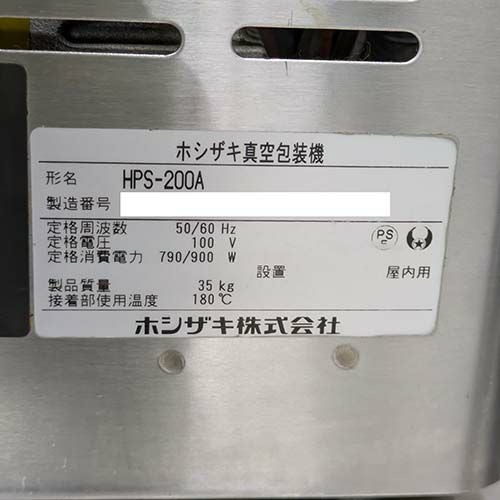 ホシザキ真空包装機
形名 HPS-200A
製造番号
定格周波数 50/60 Hz
定格電圧 100 V
定格消費電力 790/900 W
PS
E
設置 屋内用
製品質量 35 kg
接着部使用温度 180℃
ホシザキ株式会社